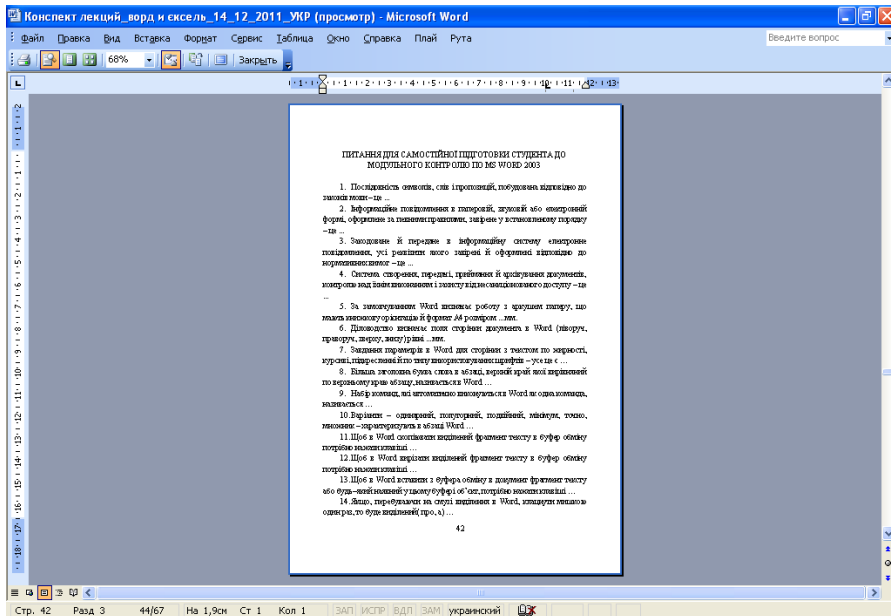 Конспект лекций_ворд и єксель_14_12_2011_УКР (просмотр) - Microsoft Word
Файл Правка Вид Вставка Формат Сервис Таблица Окно Справка Плай Рута
Введите вопрос
68% Закрыть
ПИТАННЯ ДЛЯ САМОСТІЙНОЇ ПІДГОТОВКИ СТУДЕНТА ДО
МОДУЛЬНОГО КОНТРОЛЮ ПО MS WORD 2003
1. Послідовність символів, слів і пропозицій, побудована відповідно до
законів мови – це ...
2. Інформаційне повідомлення в паперовій, звуковій або електронній
формі, оформлене за певними правилами, завірене у встановленому порядку
– це ...
3. Закодоване й передане в інформаційну систему електронне
повідомлення, усі реквізити якого завірені й оформлені відповідно до
нормативних вимог – це ...
4. Система створення, передачі, приймання й архівування документів,
контролю над їхнім виконанням і захисту від несанкціонованого доступу – це
...
5. За замовчуванням Word визначає роботу з аркушем паперу, що
мають книжкову орієнтацію й формат А4 розміром ...мм.
6. Діловодство визначає поля сторінки документа в Word (ліворуч,
праворуч, зверху, внизу) рівні ...мм.
7. Завдання параметрів в Word для сторінки з текстом по жирності,
курсиві, підкресленні й по типу використовування шрифтів – усе це є ...
8. Більша заголовна буква слова в абзаці, верхній край якої вирівняний
по верхньому краю абзацу, називається в Word ...
9. Набір команд, які автоматично виконуються в Word як одна команда,
називається ...
10. Варіанти – одинарний, полуторний, подвійний, мінімум, точно,
множник – характеризують в абзаці Word ...
11. Щоб в Word скопіювати виділений фрагмент тексту в буфер обміну
потрібно нажати клавіші ...
12. Щоб в Word вирізати виділений фрагмент тексту в буфер обміну
потрібно нажати клавіші ...
13. Щоб в Word вставити з буфера обміну в документ фрагмент тексту
або будь–який наявний у цьому буфері об'єкт, потрібно нажати клавіші ...
14. Якщо, перебуваючи на смузі виділення в Word, клацнути мишкою
один раз, то буде виділений( про, а) ...
42
Стр. 42 Разд 3 44/67 На 1,9см Ст 1 Кол 1 ЗАП ИСПР ВДЛ ЗАМ украинский